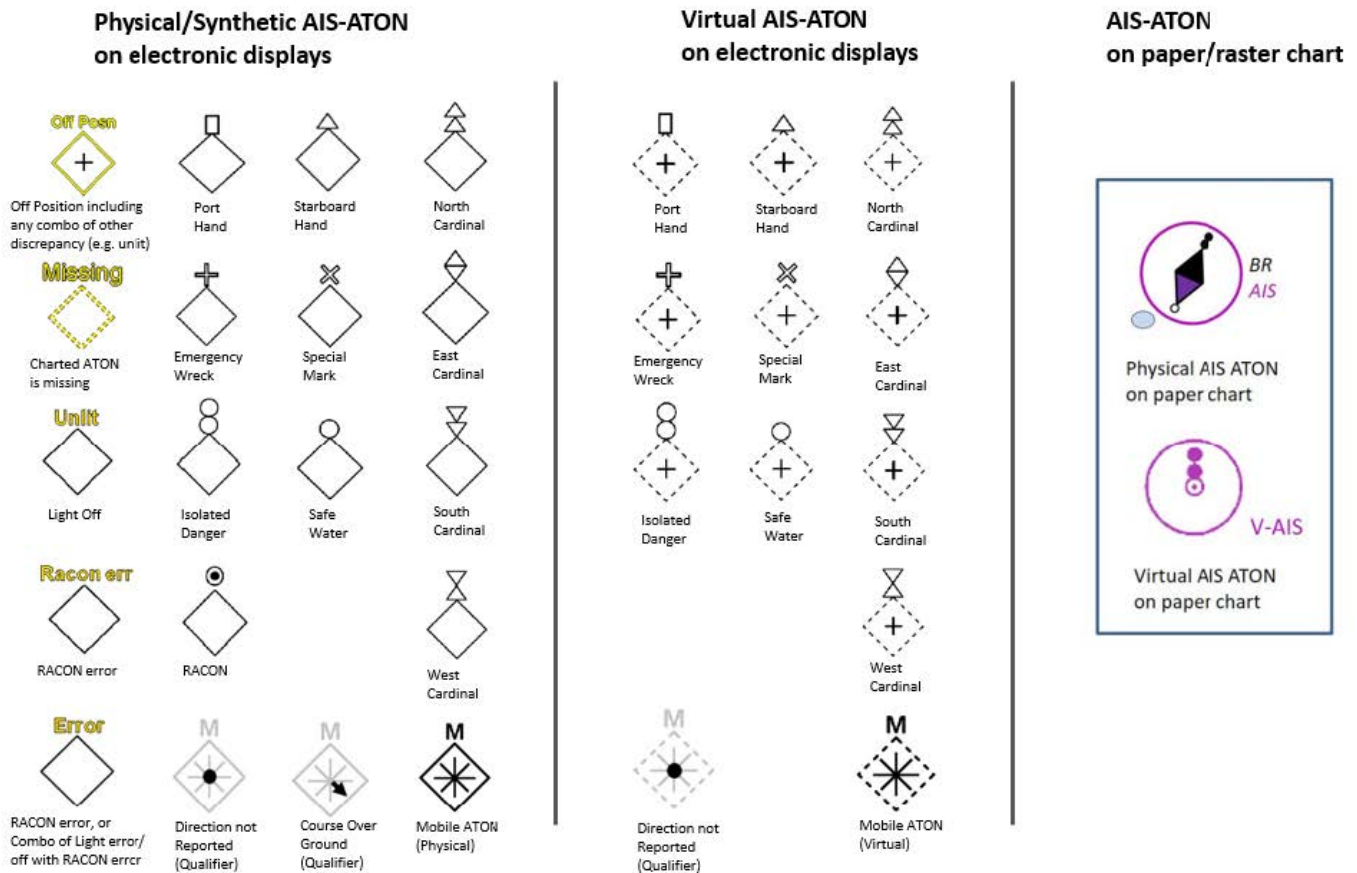 Physical/Synthetic AIS-ATON
on electronic displays
Virtual AIS-ATON
on electronic displays
AIS-ATON
on paper/raster chart
Off Posn
Off Position including
any combo of other
discrepancy (e.g. unlit)
Port
Hand
Starboard
Hand
North
Cardinal
Port
Hand
Starboard
Hand
North
Cardinal
Missing
Charted ATON
is missing
Emergency
Wreck
Special
Mark
East
Cardinal
Emergency
Wreck
Special
Mark
East
Cardinal
Unlit
Light Off
Isolated
Danger
Safe
Water
South
Cardinal
Isolated
Danger
Safe
Water
South
Cardinal
Racon err
RACON error
RACON
West
Cardinal
West
Cardinal
Error
RACON error, or
Combo of Light error/
off with RACON error
M
Direction not
Reported
(Qualifier)
M
Course Over
Ground
(Qualifier)
M
Mobile ATON
(Physical)
M
Direction not
Reported
(Qualifier)
M
Mobile ATON
(Virtual)
BR
AIS
Physical AIS ATON
on paper chart
V-AIS
Virtual AIS ATON
on paper chart